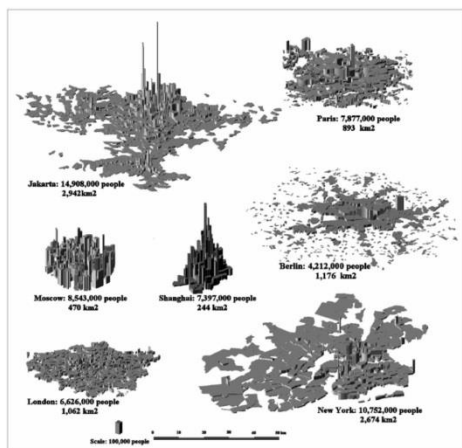 Paris: 7,877,000 people
893 km2
Jakarta: 14,908,000 people
2,942km2
Berlin: 4,212,000 people
1,176 km2
Moscow: 8,543,000 people
470 km2
Shanghai: 7,397,000 people
244 km2
London: 6,626,000 people
1,062 km2
New York: 10,752,000 people
2,674 km2
Scale: 100,000 people